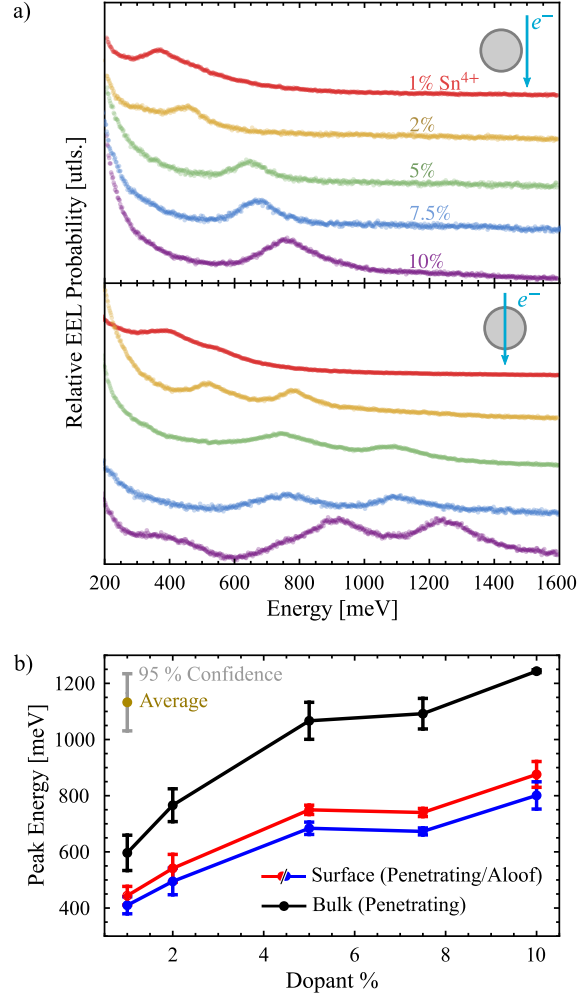 a)
e⁻
1% Sn⁴⁺
2%
5%
7.5%
10%
Relative EEL Probability [utls.]
e⁻
200 400 600 800 1000 1200 1400 1600
Energy [meV]
b)
95 % Confidence
Average
1200
1000
800
600
400
Peak Energy [meV]
Surface (Penetrating/Aloof)
Bulk (Penetrating)
2 4 6 8 10
Dopant %